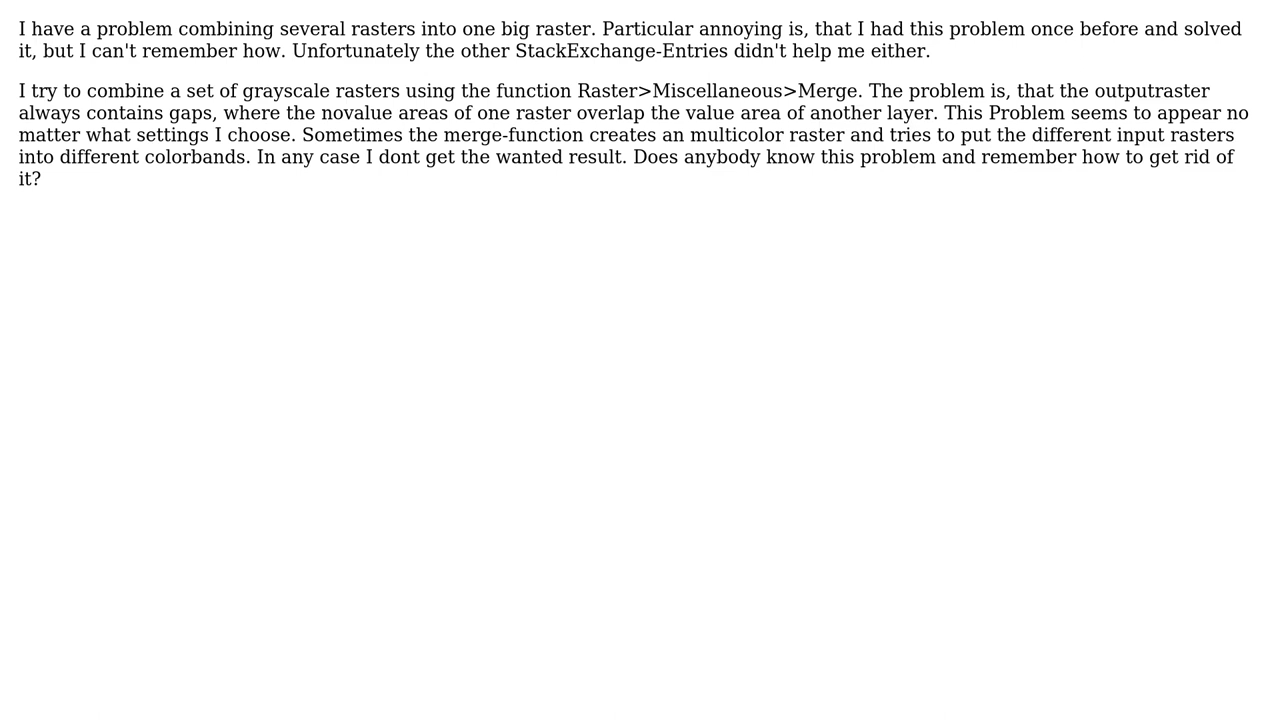 I have a problem combining several rasters into one big raster. Particular annoying is, that I had this problem once before and solved
it, but I can't remember how. Unfortunately the other StackExchange-Entries didn't help me either.
I try to combine a set of grayscale rasters using the function Raster>Miscellaneous>Merge. The problem is, that the outputraster
always contains gaps, where the novalue areas of one raster overlap the value area of another layer. This Problem seems to appear no
matter what settings I choose. Sometimes the merge-function creates an multicolor raster and tries to put the different input rasters
into different colorbands. In any case I dont get the wanted result. Does anybody know this problem and remember how to get rid of
it?